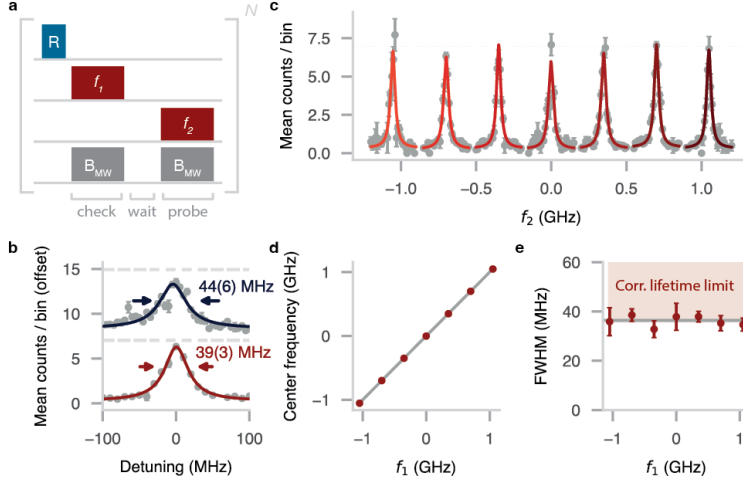 a
N
R
f1
f2
BMW
BMW
check
wait
probe
c
Mean counts / bin
7.5
5.0
2.5
0.0
−1.0
−0.5
0.0
0.5
1.0
f2 (GHz)
b
Mean counts / bin (offset)
15
10
5
0
44(6) MHz
39(3) MHz
−100
0
100
Detuning (MHz)
d
Center frequency (GHz)
1
0
−1
−1
0
1
f1 (GHz)
e
FWHM (MHz)
60
40
20
0
Corr. lifetime limit
−1
0
1
f1 (GHz)